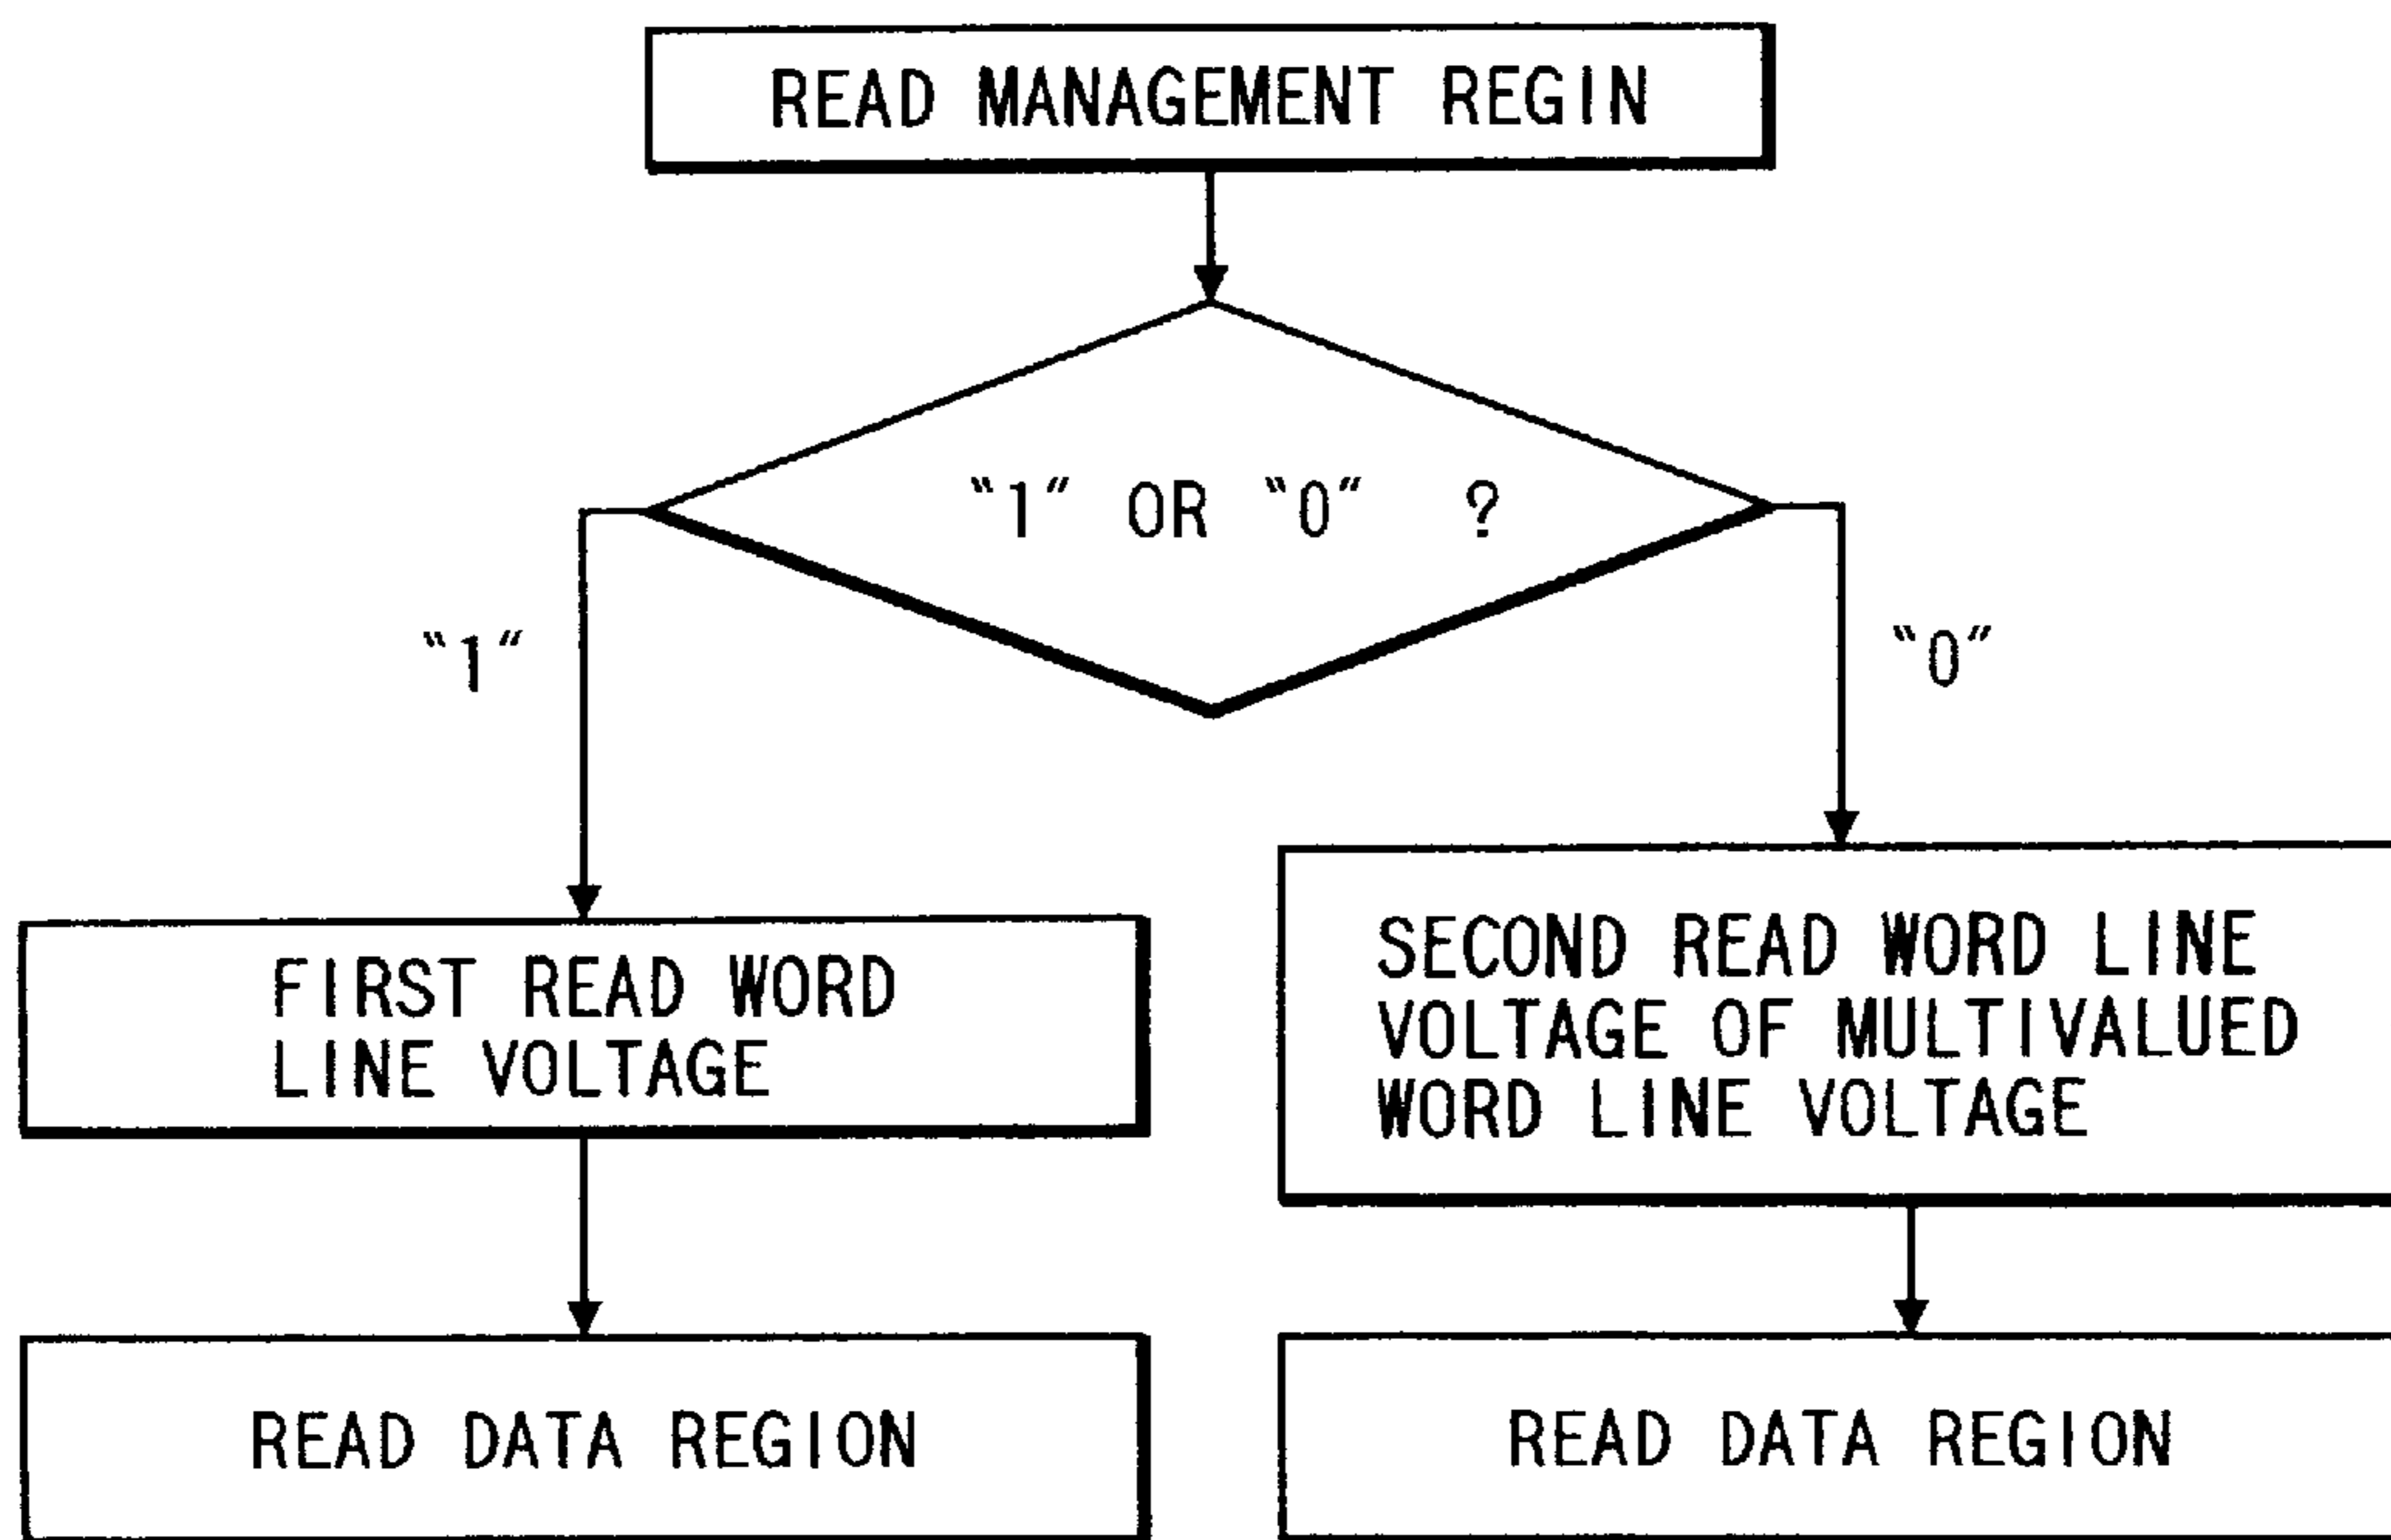 READ MANAGEMENT REGIN
“1” OR “0” ?
“1”
“0”
FIRST READ WORD
LINE VOLTAGE
SECOND READ WORD LINE
VOLTAGE OF MULTIVALUED
WORD LINE VOLTAGE
READ DATA REGION
READ DATA REGION